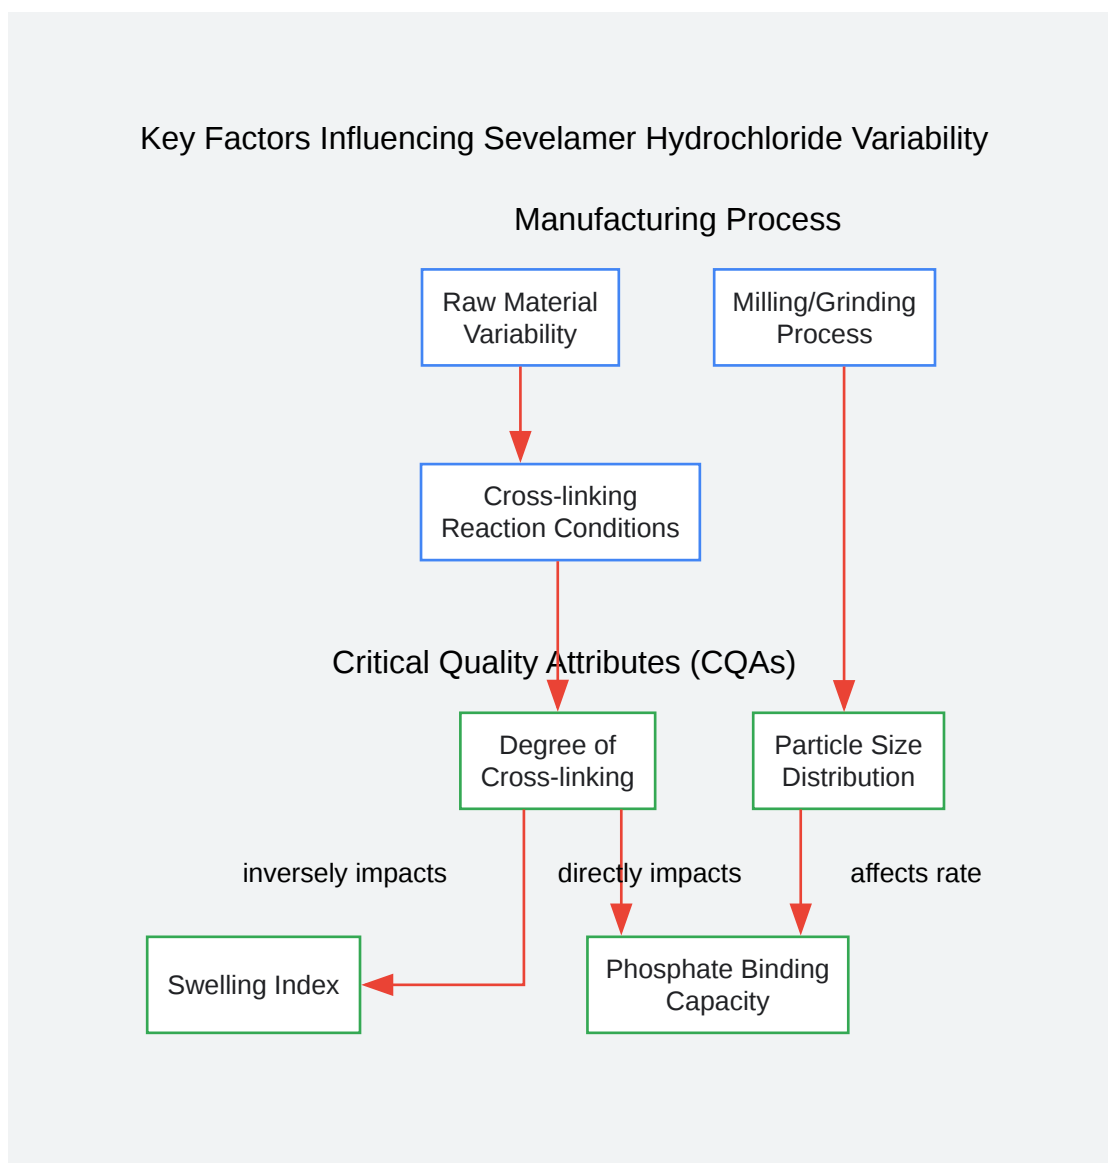 Key Factors Influencing Sevelamer Hydrochloride Variability
Manufacturing Process
Raw Material
Variability
Milling/Grinding
Process
Cross-linking
Reaction Conditions
Critical Quality Attributes (CQAs)
Degree of
Cross-linking
Particle Size
Distribution
inversely impacts
directly impacts
affects rate
Swelling Index
Phosphate Binding
Capacity